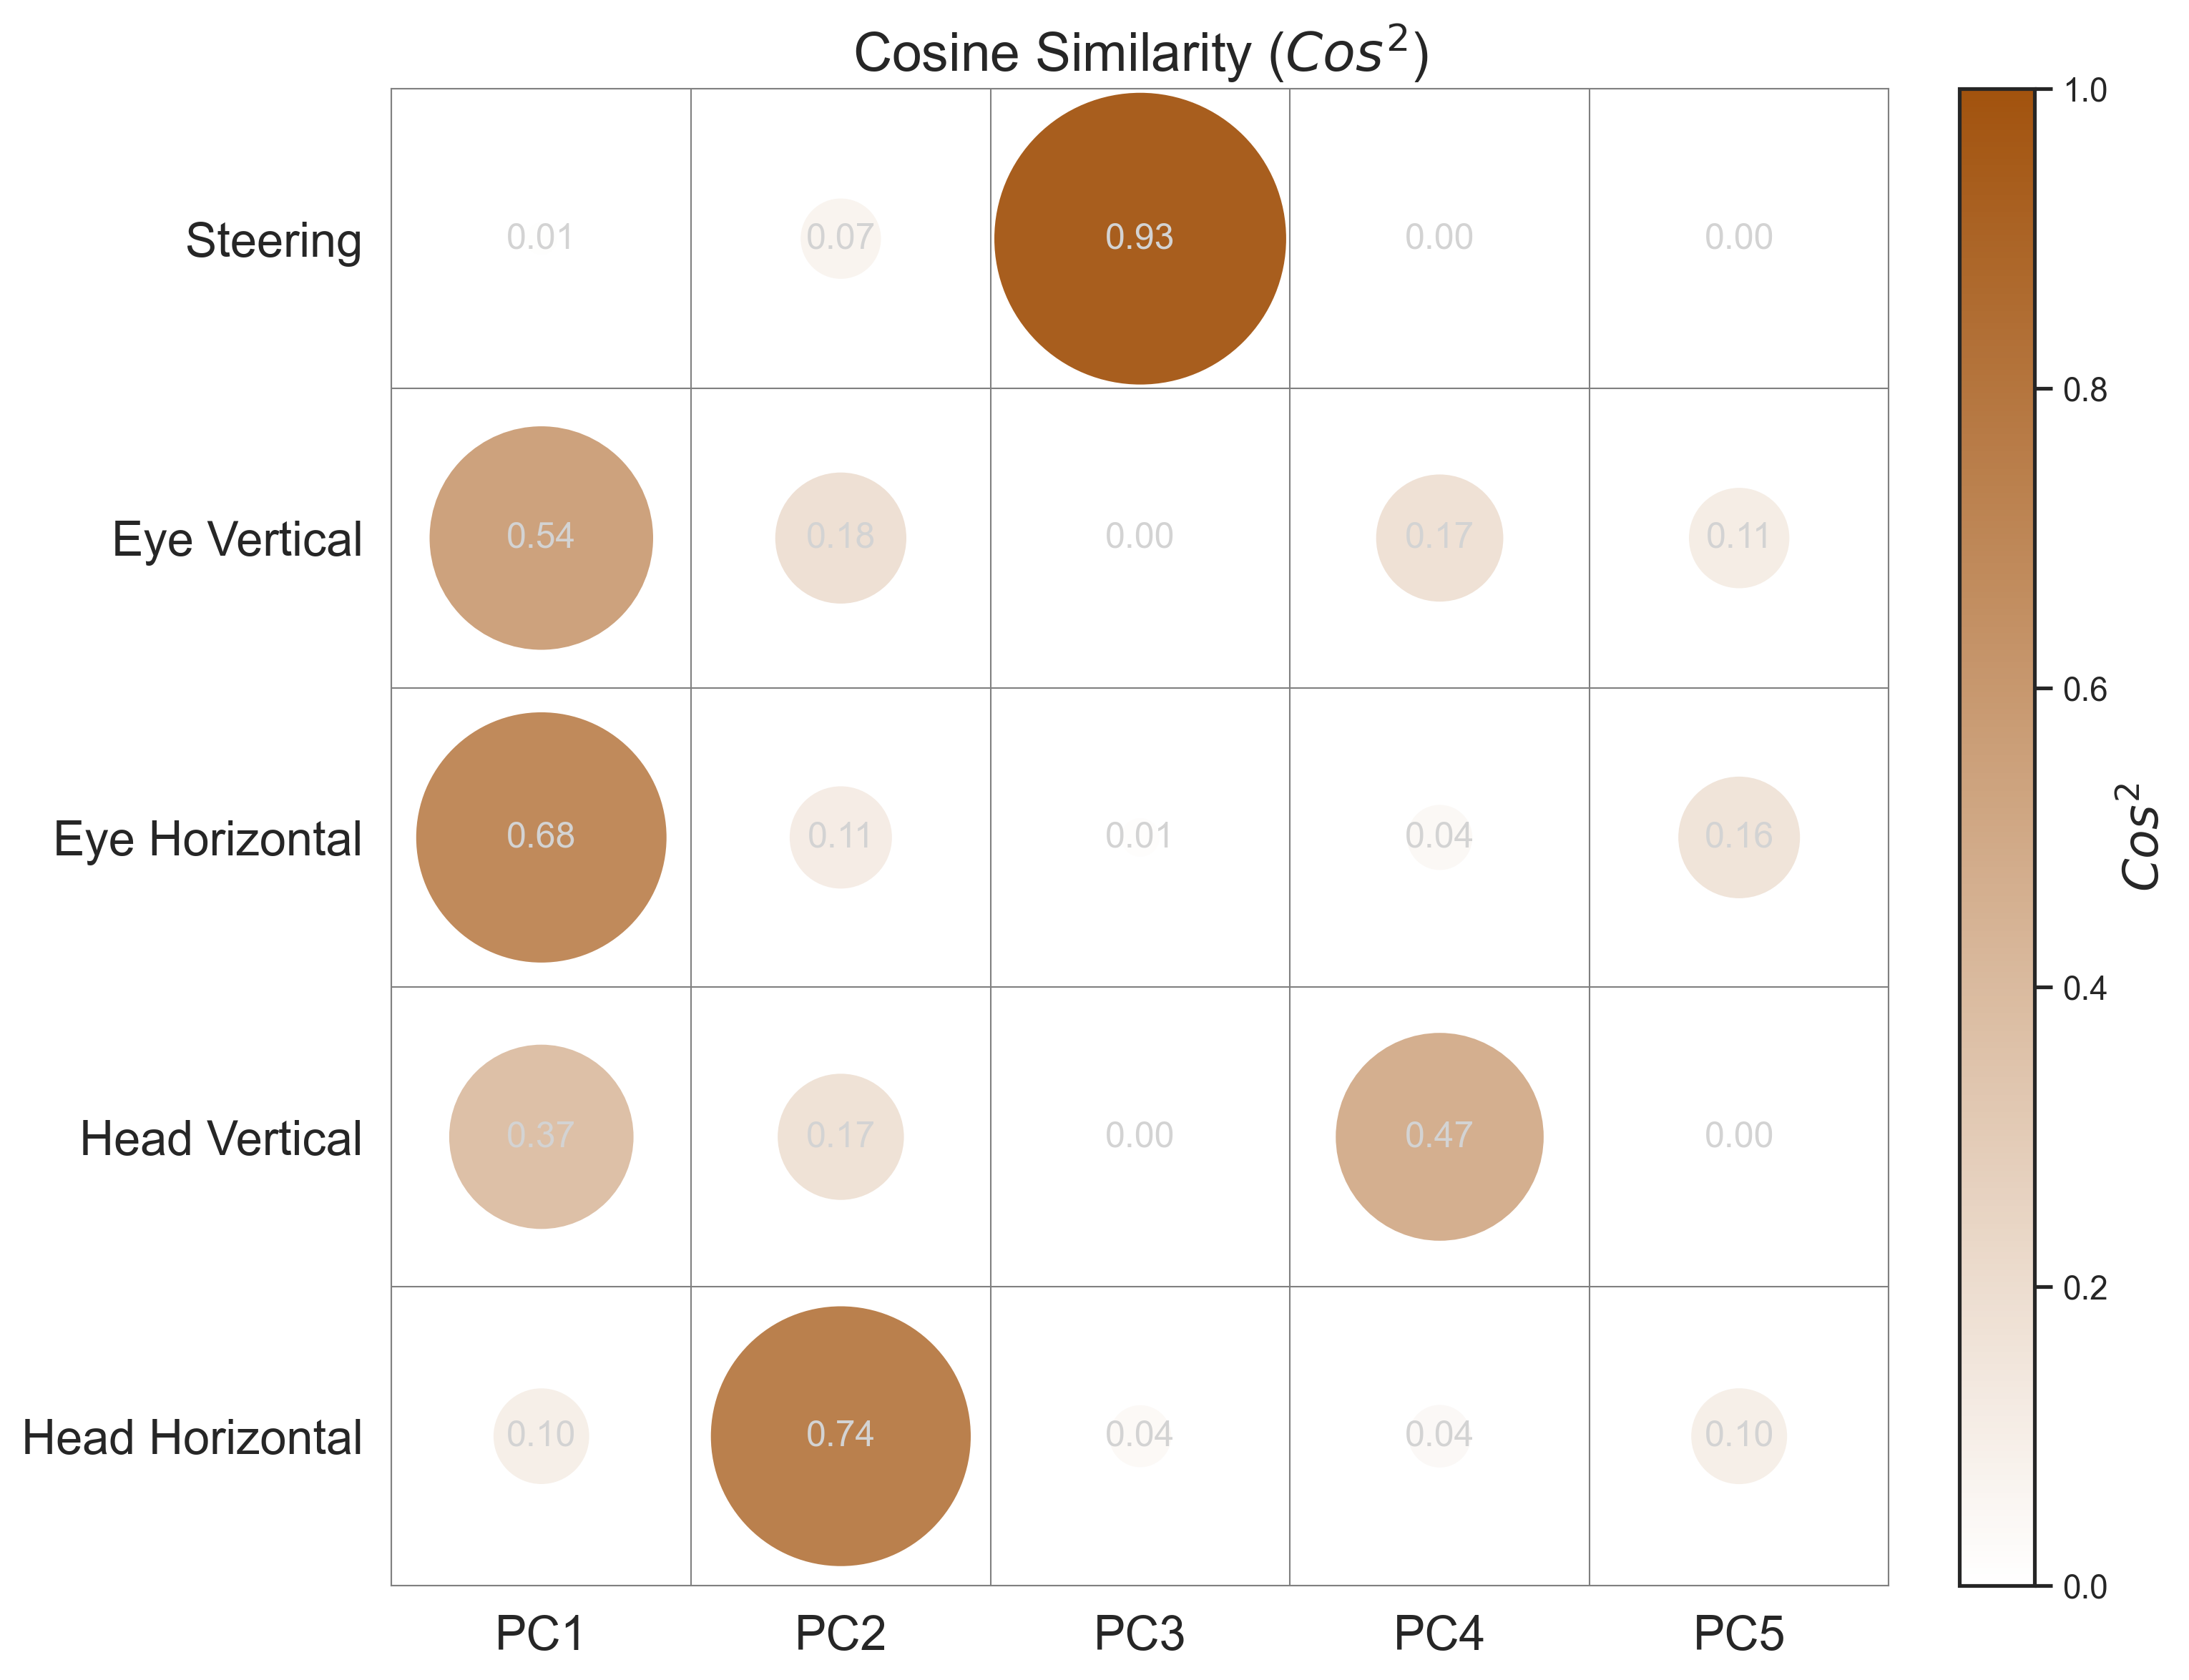 Cosine Similarity (Cos²)
Steering
0.01 0.07 0.93 0.00 0.00
Eye Vertical
0.54 0.18 0.00 0.17 0.11
Eye Horizontal
0.68 0.11 0.01 0.04 0.16
Head Vertical
0.37 0.17 0.00 0.47 0.00
Head Horizontal
0.10 0.74 0.04 0.04 0.10
PC1 PC2 PC3 PC4 PC5
1.0
0.8
0.6
0.4
0.2
0.0
Cos²